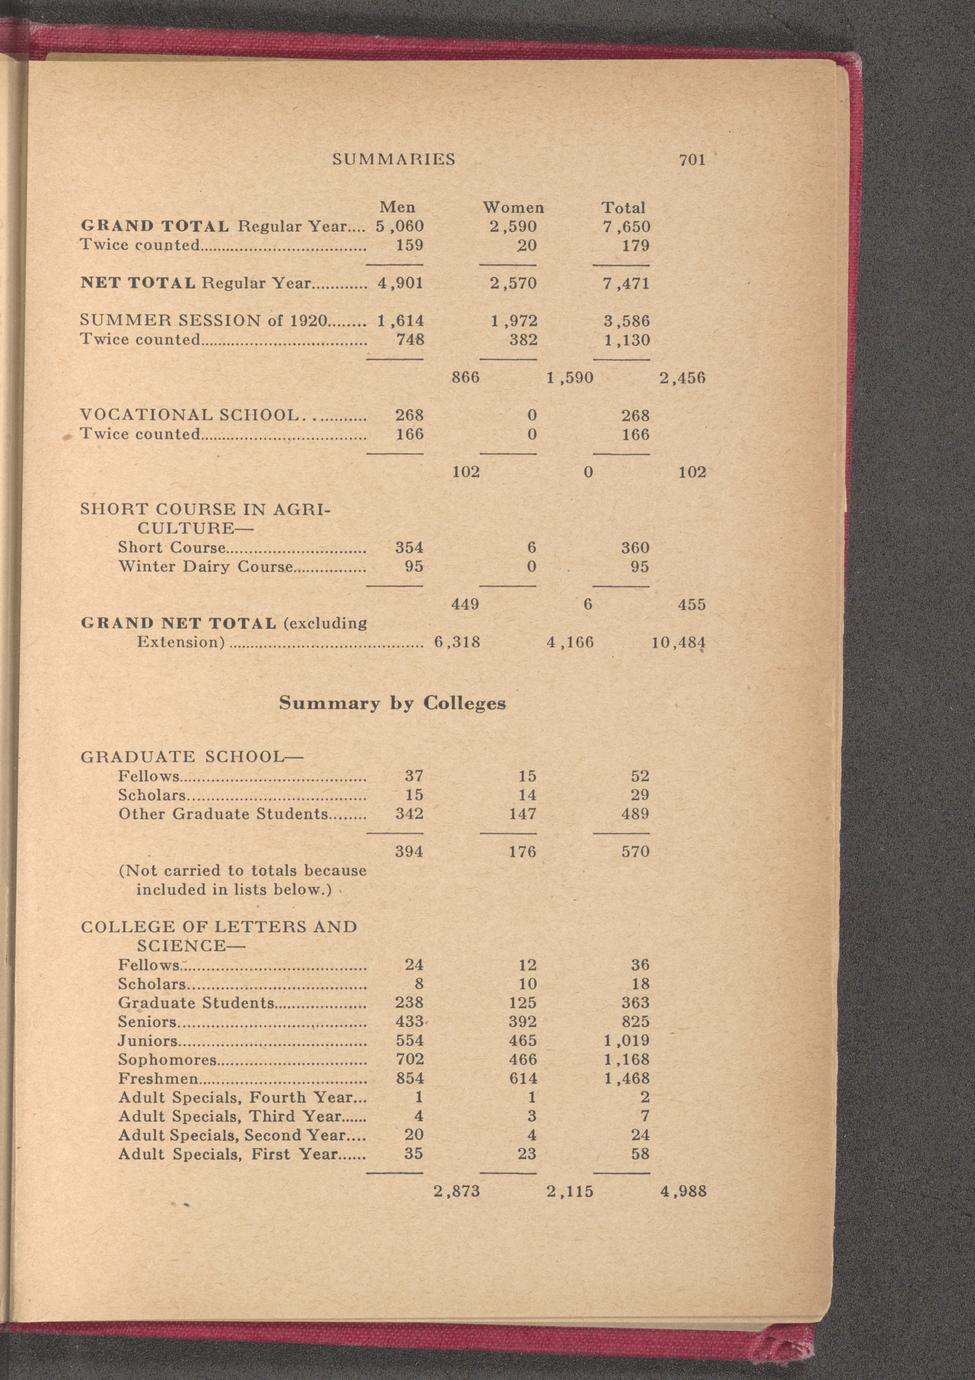 SUMMARIES 701
Men Women Total
GRAND TOTAL Regular Year.... 5,060 2,590 7,650
Twice counted.................................... 159 20 179
NET TOTAL Regular Year............ 4,901 2,570 7,471
SUMMER SESSION of 1920........ 1,614 1,972 3,586
Twice counted.................................... 748 382 1,130
866 1,590 2,456
VOCATIONAL SCHOOL............. 268 0 268
Twice counted.................................... 166 0 166
102 0 102
SHORT COURSE IN AGRI-
CULTURE—
Short Course.............................. 354 6 360
Winter Dairy Course................ 95 0 95
449 6 455
GRAND NET TOTAL (excluding
Extension) .......................................... 6,318 4,166 10,484
Summary by Colleges
GRADUATE SCHOOL—
Fellows........................................ 37 15 52
Scholars....................................... 15 14 29
Other Graduate Students........ 342 147 489
394 176 570
(Not carried to totals because
included in lists below.)
COLLEGE OF LETTERS AND
SCIENCE—
Fellows........................................ 24 12 36
Scholars....................................... 8 10 18
Graduate Students.................... 238 125 363
Seniors......................................... 433 392 825
Juniors......................................... 554 465 1,019
Sophomores................................ 702 466 1,168
Freshmen.................................... 854 614 1,468
Adult Specials, Fourth Year... 1 1 2
Adult Specials, Third Year...... 4 3 7
Adult Specials, Second Year.... 20 4 24
Adult Specials, First Year...... 35 23 58
2,873 2,115 4,988